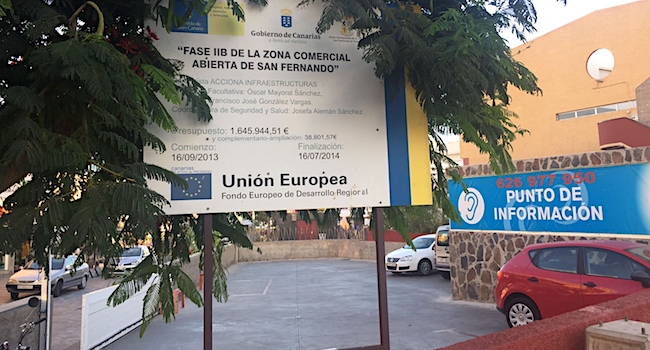 Gobierno de Canarias
"FASE IIB DE LA ZONA COMERCIAL
ABIERTA DE SAN FERNANDO"
ACCIONA INFRAESTRUCTURAS
Facultativa: Óscar Mayoral Sánchez,
Francisco José González Vargas.
de Seguridad y Salud: Josefa Alemán Sánchez.
Presupuesto: 1.645.944,51 €
y complementario-ampliación: 38.801,57€
Comienzo: Finalización:
16/09/2013 16/07/2014
Unión Europea
Fondo Europeo de Desarrollo Regional
626 977 950
PUNTO DE
INFORMACIÓN